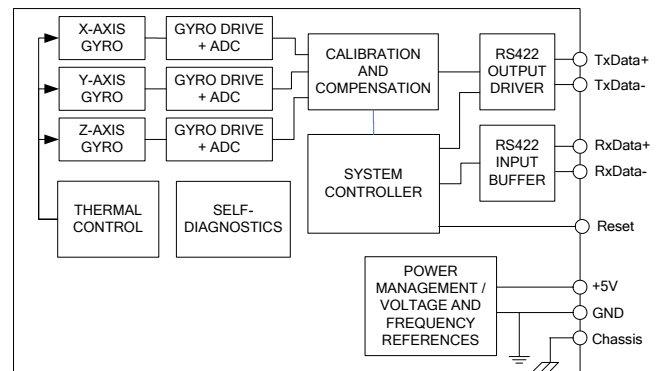 X-AXIS
GYRO
GYRO DRIVE
+ ADC
Y-AXIS
GYRO
GYRO DRIVE
+ ADC
Z-AXIS
GYRO
GYRO DRIVE
+ ADC
CALIBRATION
AND
COMPENSATION
RS422
OUTPUT
DRIVER
TxData+
TxData-
RS422
INPUT
BUFFER
RxData+
RxData-
SYSTEM
CONTROLLER
THERMAL
CONTROL
SELF-
DIAGNOSTICS
Reset
POWER
MANAGEMENT /
VOLTAGE AND
FREQUENCY
REFERENCES
+5V
GND
Chassis